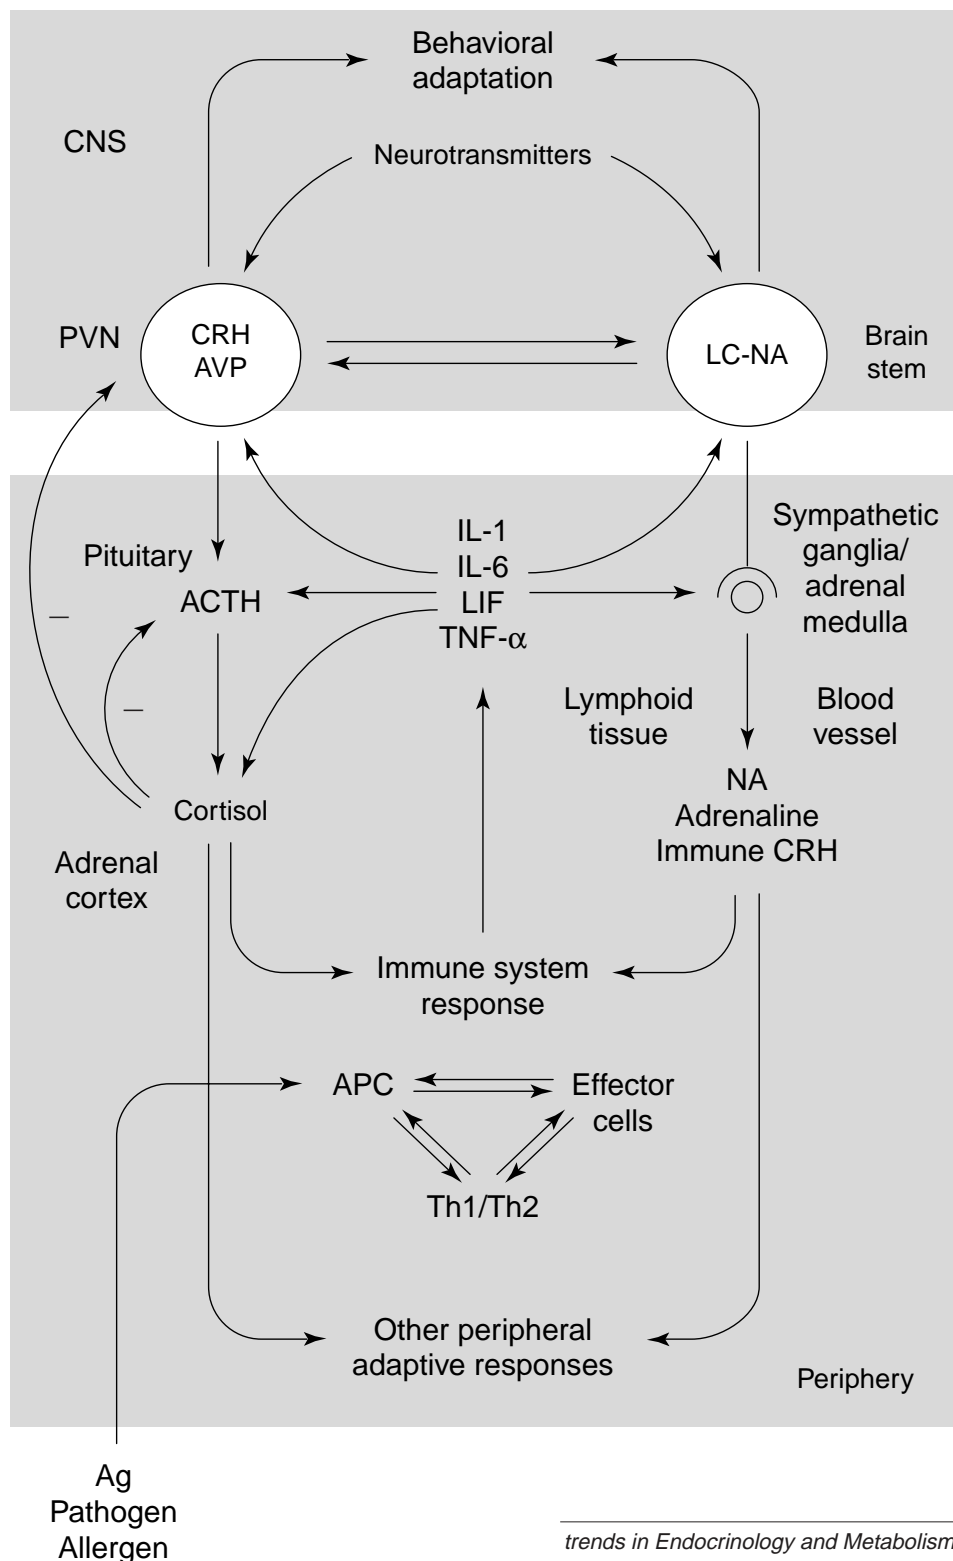 Behavioral
adaptation
CNS
Neurotransmitters
PVN
CRH
AVP
LC-NA
Brain
stem
IL-1
IL-6
LIF
TNF-α
Pituitary
ACTH
Sympathetic
ganglia/
adrenal
medulla
–
–
Lymphoid
tissue
Blood
vessel
NA
Adrenaline
Immune CRH
Cortisol
Adrenal
cortex
Immune system
response
APC
Effector
cells
Th1/Th2
Other peripheral
adaptive responses
Periphery
Ag
Pathogen
Allergen
trends in Endocrinology and Metabolism